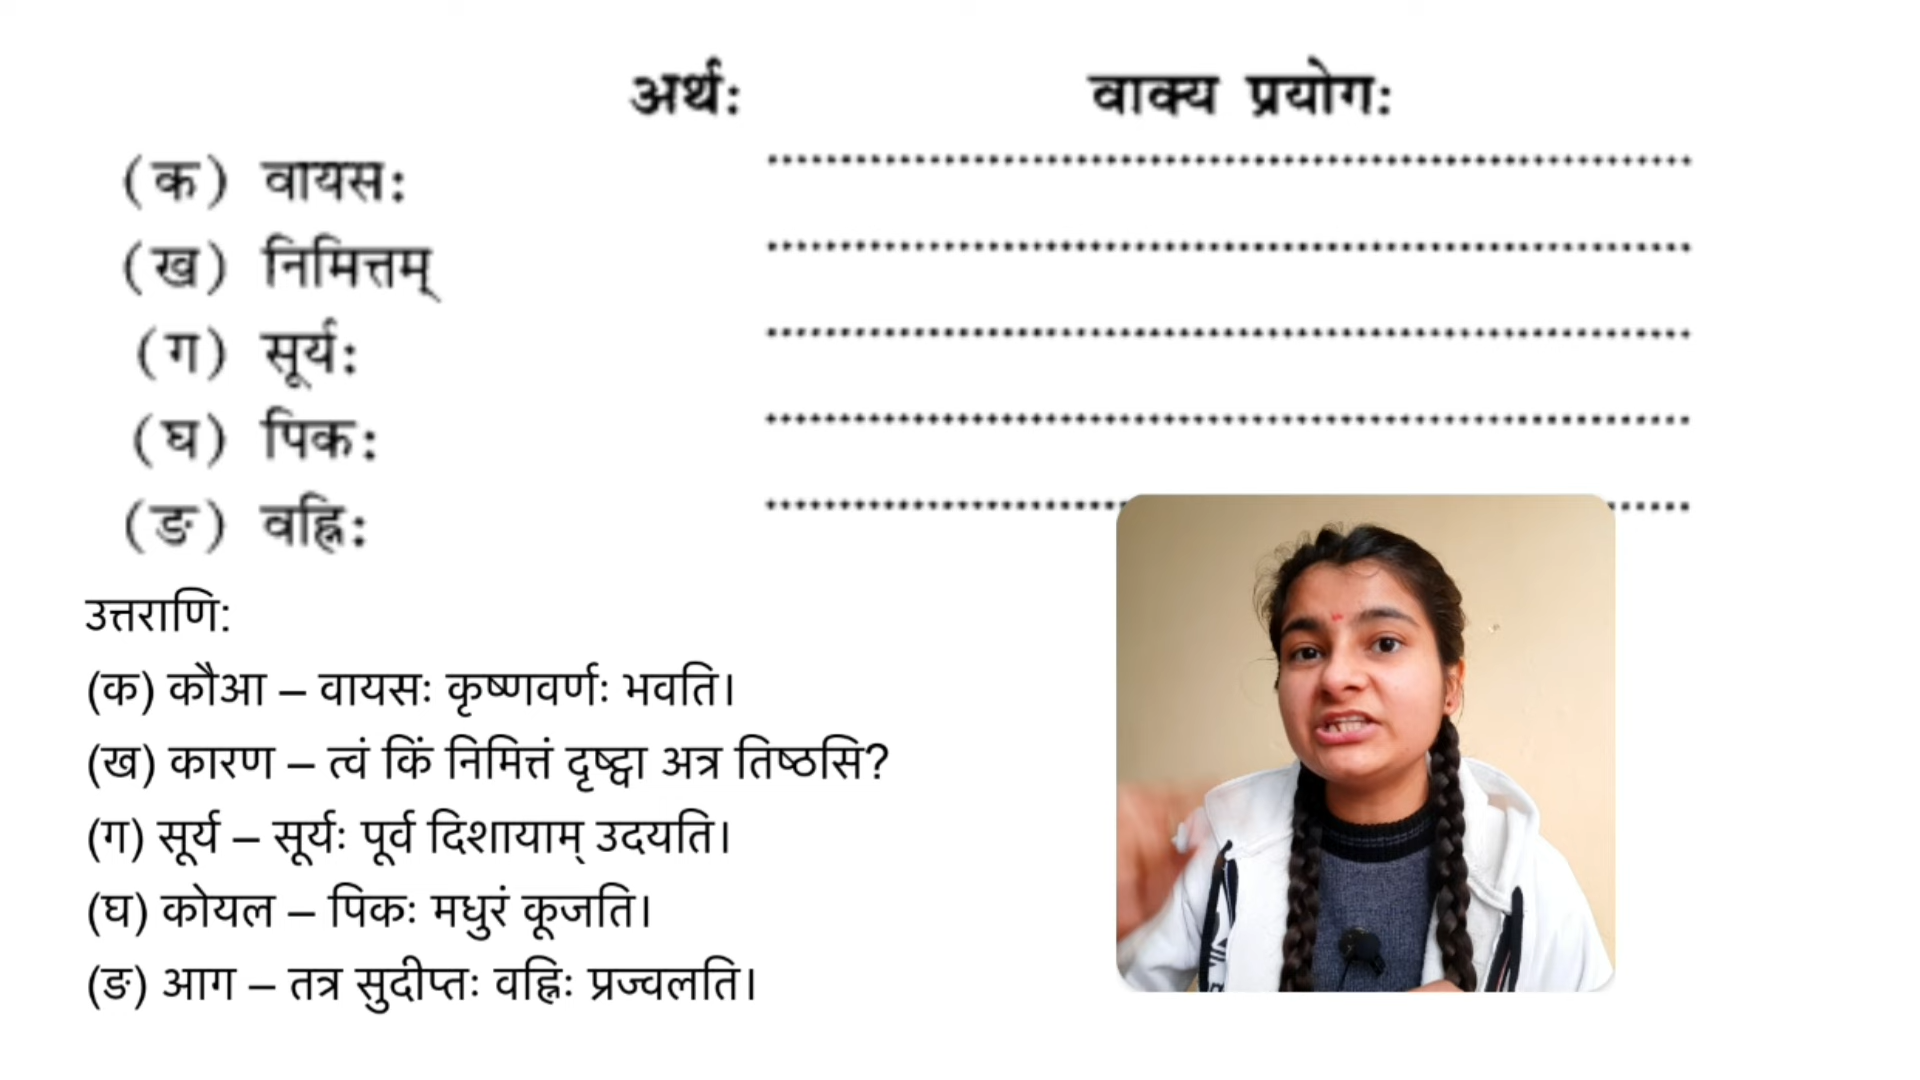 अर्थः वाक्य प्रयोगः
(क) वायसः ........................................
(ख) निमित्तम् ........................................
(ग) सूर्यः ........................................
(घ) पिकः ........................................
(ङ) वह्निः ........................................
उत्तराणि:
(क) कौआ – वायसः कृष्णवर्णः भवति।
(ख) कारण – त्वं किं निमित्तं दृष्ट्वा अत्र तिष्ठसि?
(ग) सूर्य – सूर्यः पूर्व दिशायाम् उदयति।
(घ) कोयल – पिकः मधुरं कूजति।
(ङ) आग – तत्र सुदीप्तः वह्निः प्रज्वलति।